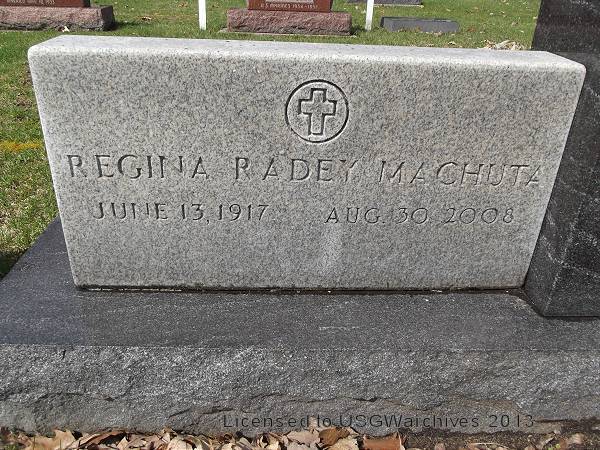 REGINA RADEY MACHUTA
JUNE 13, 1917 AUG. 30 2008
Licensed to USGWarchives 2013